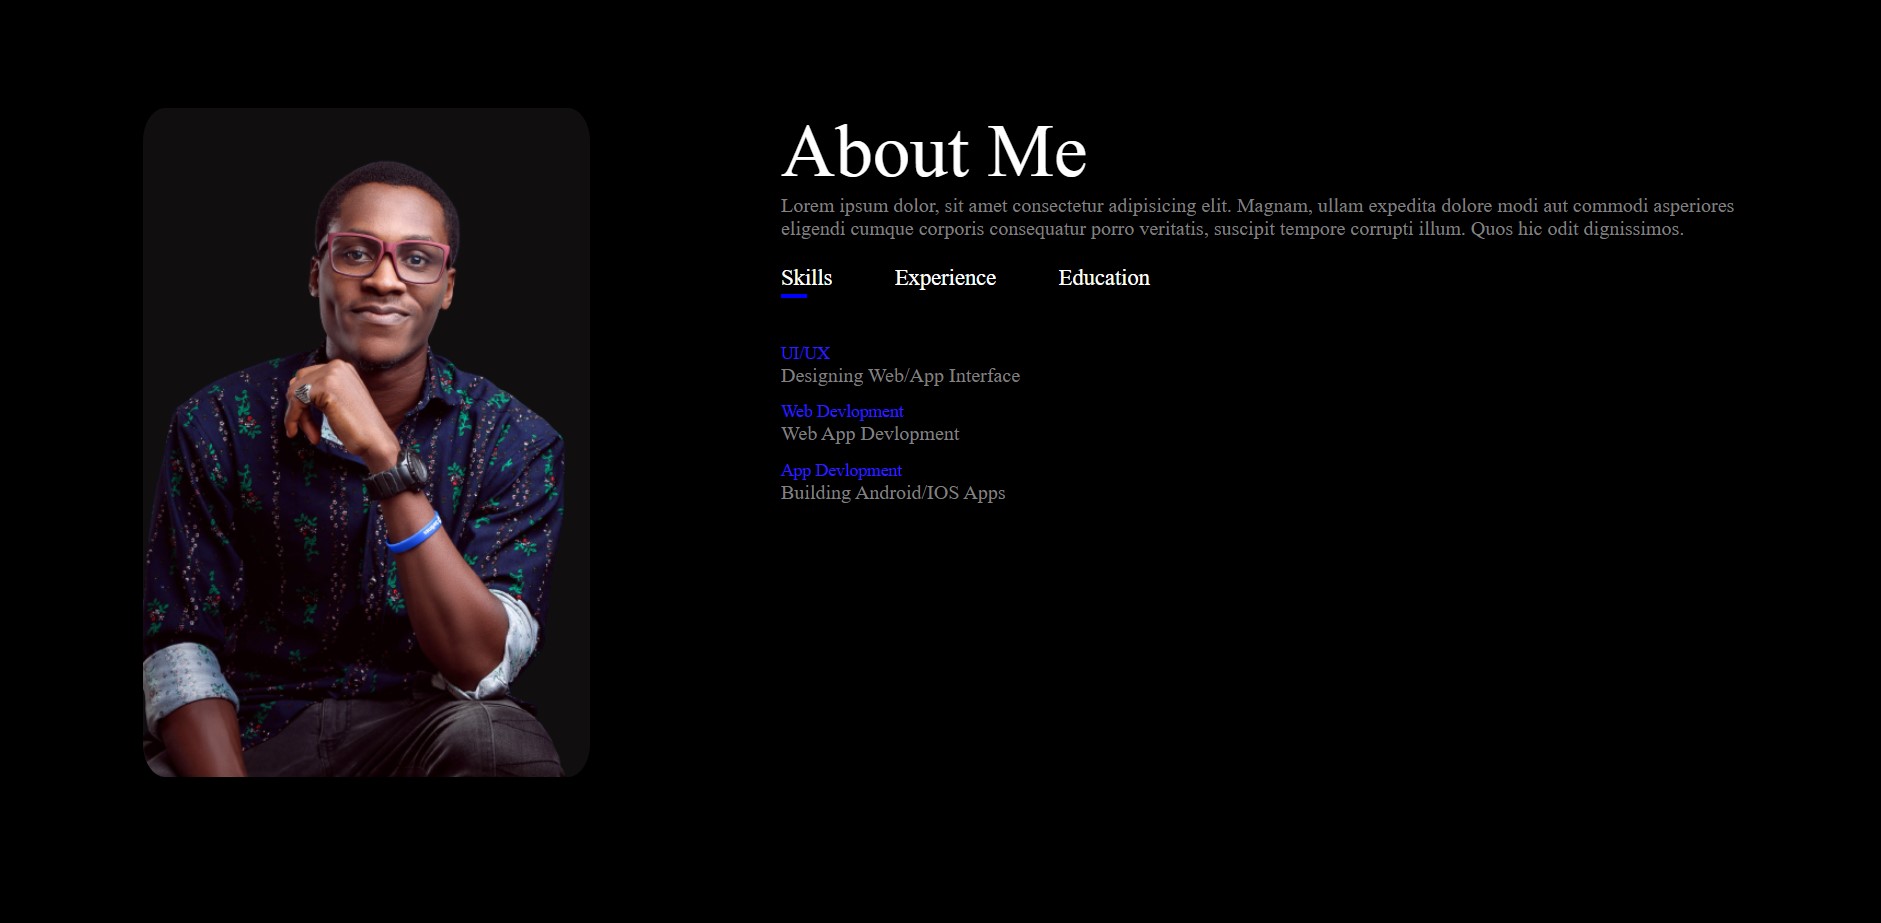 About Me
Lorem ipsum dolor, sit amet consectetur adipisicing elit. Magnam, ullam expedita dolore modi aut commodi asperiores
eligendi cumque corporis consequatur porro veritatis, suscipit tempore corrupti illum. Quos hic odit dignissimos.
Skills Experience Education
UI/UX
Designing Web/App Interface
Web Devlopment
Web App Devlopment
App Devlopment
Building Android/IOS Apps